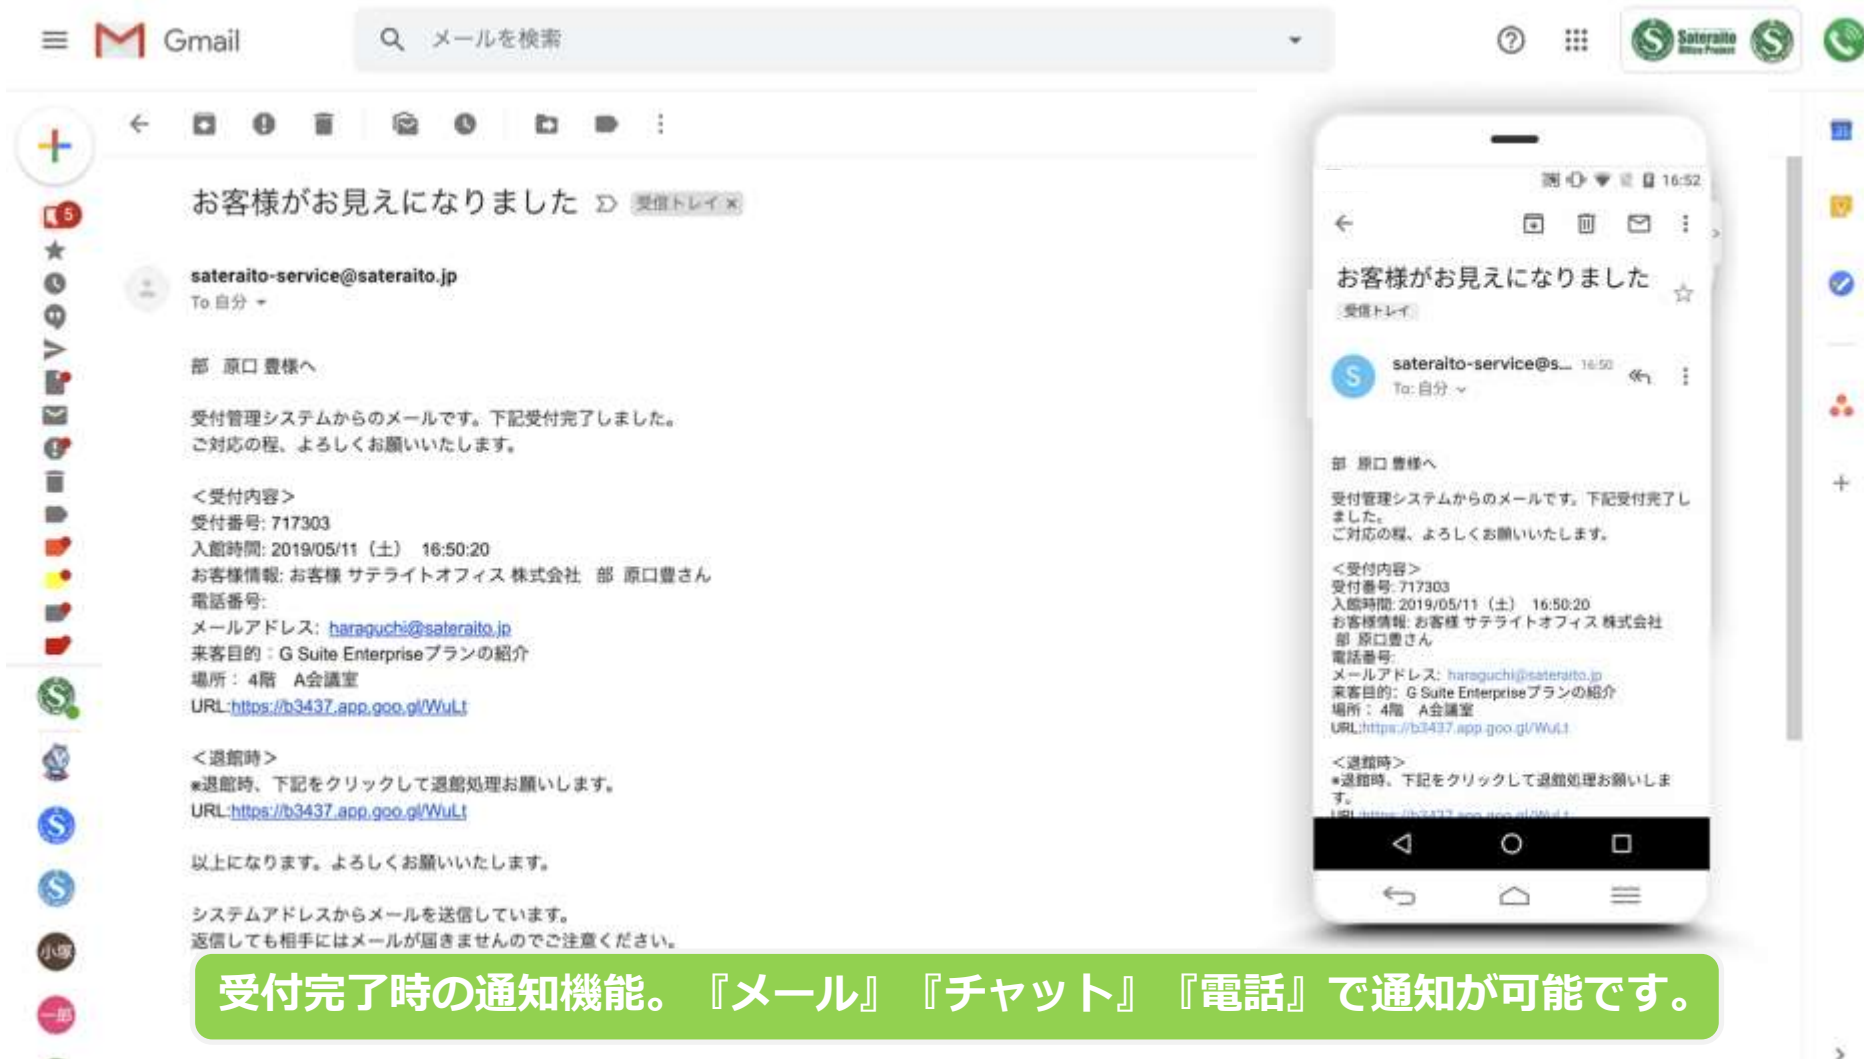 Gmail
メールを検索
Sateraito
Office Product
5
お客様がお見えになりました
受信トレイ ×
sateraito-service@sateraito.jp
To 自分
部 原口 豊様へ
受付管理システムからのメールです。下記受付完了しました。
ご対応の程、よろしくお願いいたします。
＜受付内容＞
受付番号: 717303
入館時間: 2019/05/11（土） 16:50:20
お客様情報: お客様 サテライトオフィス 株式会社 部 原口豊さん
電話番号:
メールアドレス: haraguchi@sateraito.jp
来客目的：G Suite Enterpriseプランの紹介
場所： 4階 A会議室
URL:https://b3437.app.goo.gl/WuLt
＜退館時＞
※退館時、下記をクリックして退館処理お願いします。
URL:https://b3437.app.goo.gl/WuLt
以上になります。よろしくお願いいたします。
システムアドレスからメールを送信しています。
返信しても相手にはメールが届きませんのでご注意ください。
小塚
一郎
16:52
お客様がお見えになりました
受信トレイ
S
sateraito-service@s... 16:50
To: 自分
部 原口 豊様へ
受付管理システムからのメールです。下記受付完了し
ました。
ご対応の程、よろしくお願いいたします。
＜受付内容＞
受付番号: 717303
入館時間: 2019/05/11（土） 16:50:20
お客様情報: お客様 サテライトオフィス 株式会社
部 原口豊さん
電話番号:
メールアドレス: haraguchi@sateraito.jp
来客目的：G Suite Enterpriseプランの紹介
場所： 4階 A会議室
URL:https://b3437.app.goo.gl/WuLt
＜退館時＞
※退館時、下記をクリックして退館処理お願いしま
す。
URL:https://b3437.app.goo.gl/WuLt
31
受付完了時の通知機能。『メール』『チャット』『電話』で通知が可能です。